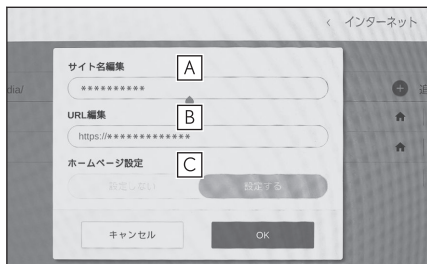 < インターネット
サイト名編集
A
**********
dia/
追
URL編集
B
https://*************
ホームページ設定
C
設定しない
設定する
キャンセル
OK